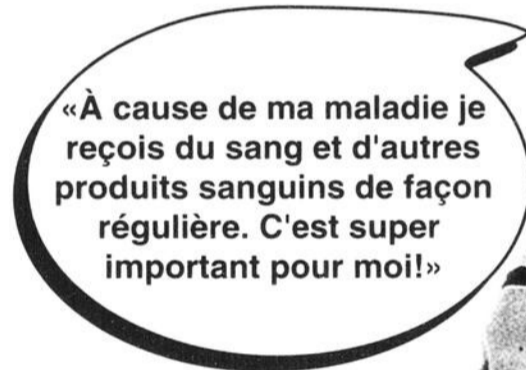 «À cause de ma maladie je
reçois du sang et d'autres
produits sanguins de façon
régulière. C'est super
important pour moi!»